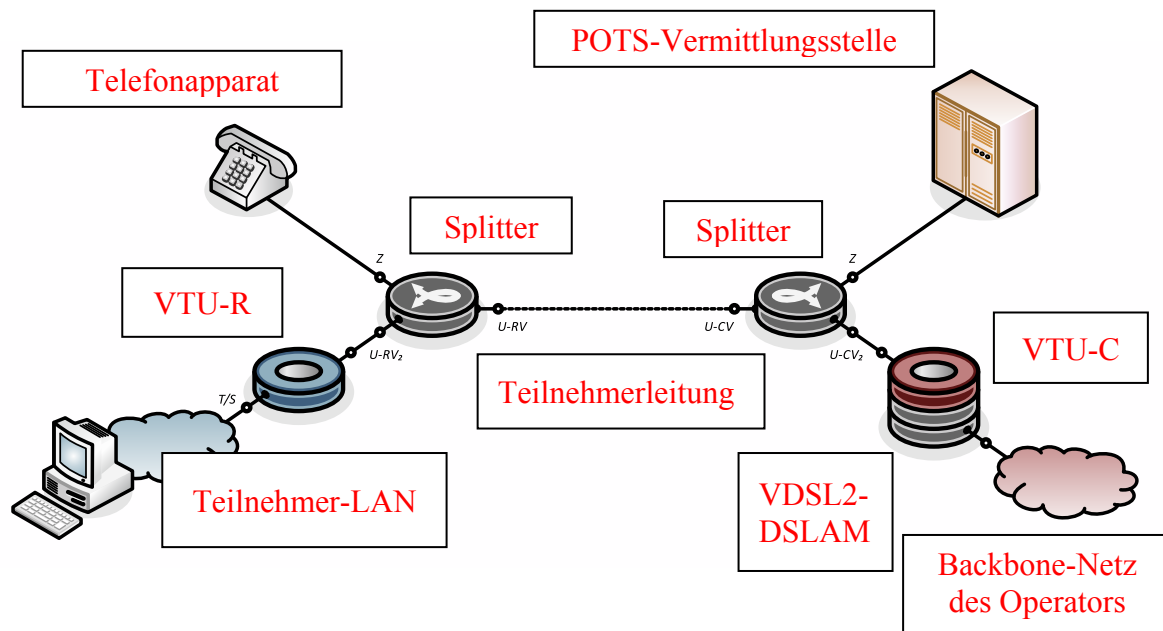 POTS-Vermittlungsstelle
Telefonapparat
Splitter
Splitter
Z
Z
VTU-R
U-RV
U-CV
U-RV₂
U-CV₂
VTU-C
Teilnehmerleitung
T/S
Teilnehmer-LAN
VDSL2-
DSLAM
Backbone-Netz
des Operators